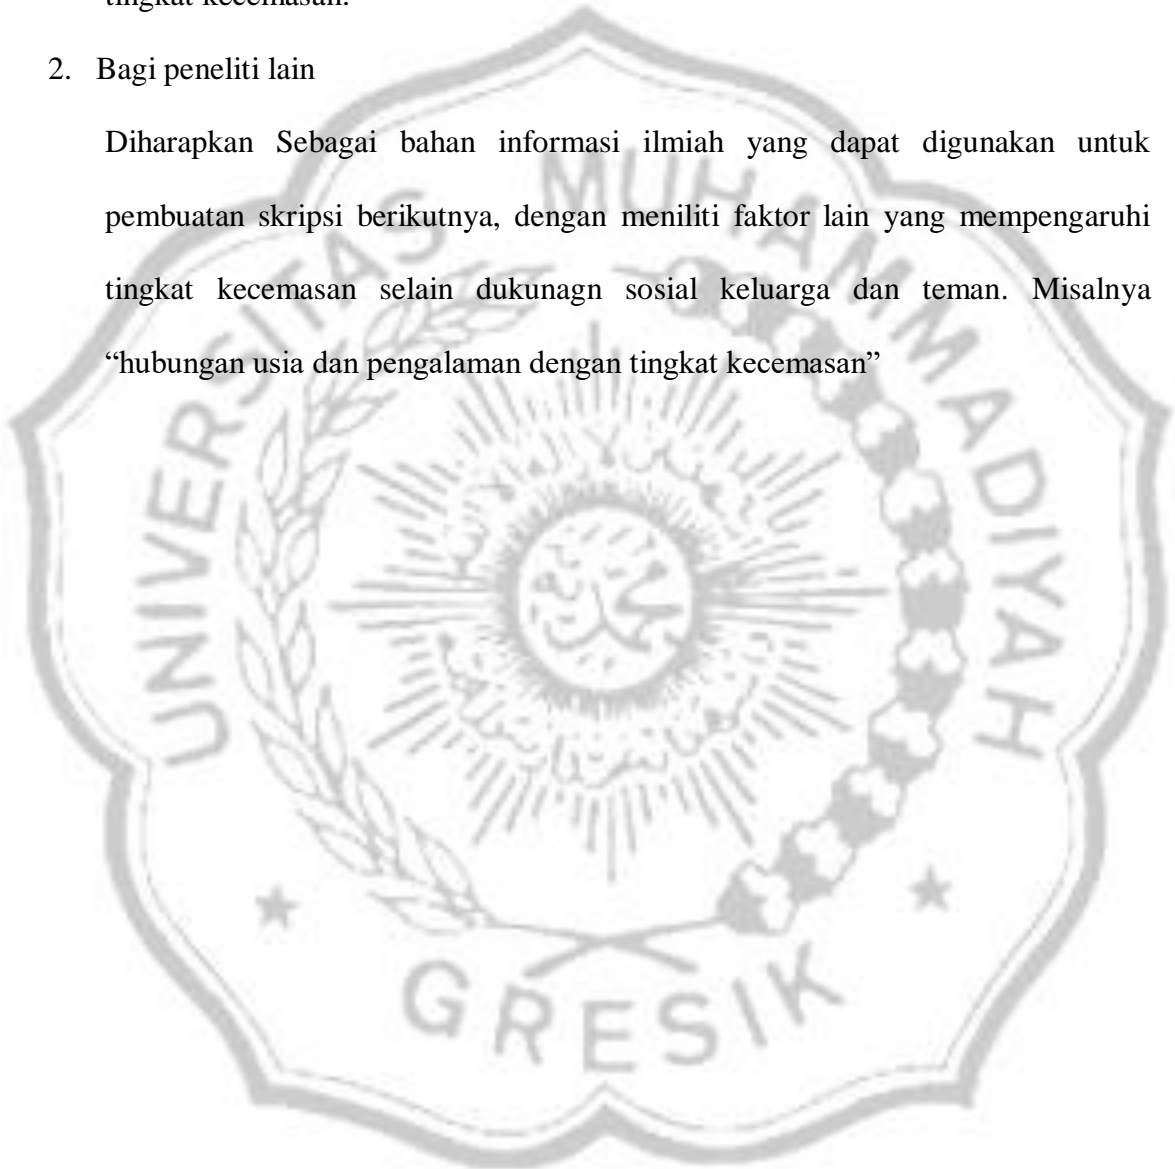 tingkat kecemasan.
2. Bagi peneliti lain
Diharapkan Sebagai bahan informasi ilmiah yang dapat digunakan untuk
pembuatan skripsi berikutnya, dengan meniliti faktor lain yang mempengaruhi
tingkat kecemasan selain dukunagn sosial keluarga dan teman. Misalnya
“hubungan usia dan pengalaman dengan tingkat kecemasan”
UNIVERSITAS MUHAMMADIYAH
GRESIK